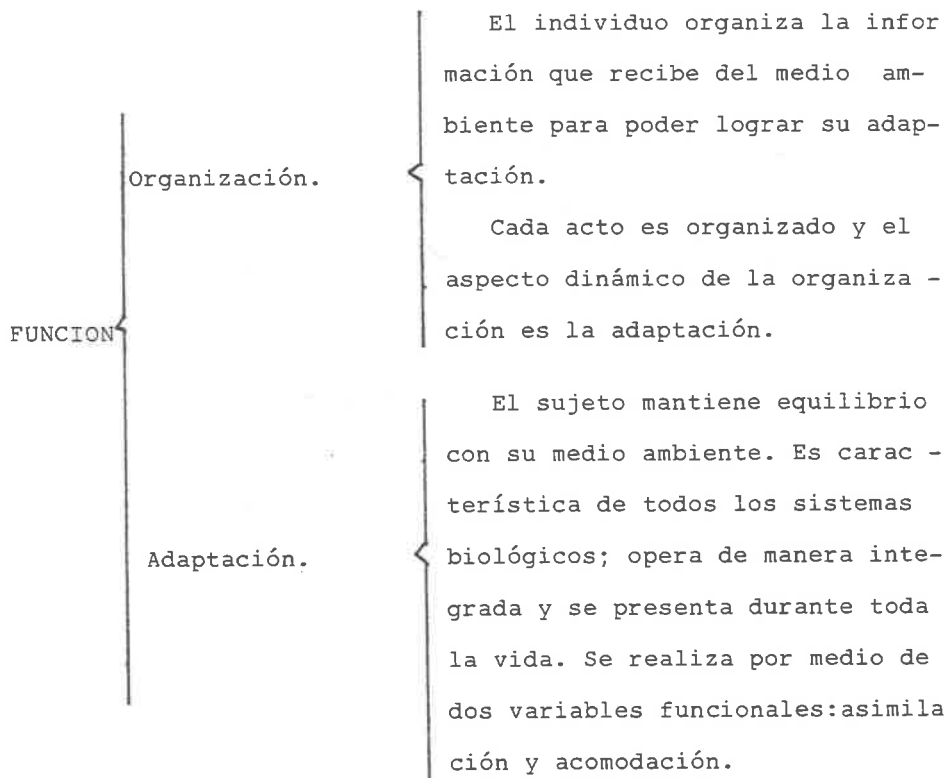 El individuo organiza la infor
mación que recibe del medio am-
biente para poder lograr su adap-
Organización. tación.
Cada acto es organizado y el
aspecto dinámico de la organiza -
FUNCION ción es la adaptación.
El sujeto mantiene equilibrio
con su medio ambiente. Es carac -
terística de todos los sistemas
Adaptación. biológicos; opera de manera inte-
grada y se presenta durante toda
la vida. Se realiza por medio de
dos variables funcionales:asimila
ción y acomodación.